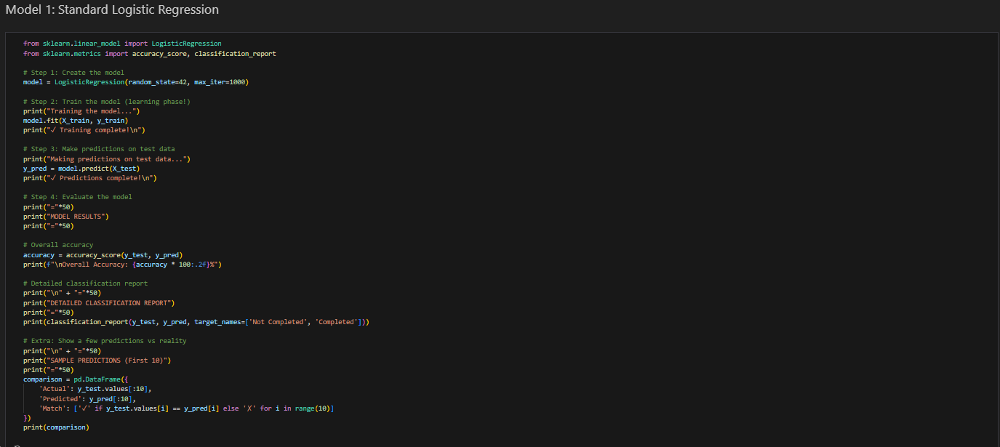 Model 1: Standard Logistic Regression
from sklearn.linear_model import LogisticRegression
from sklearn.metrics import accuracy_score, classification_report
# Step 1: Create the model
model = LogisticRegression(random_state=42, max_iter=1000)
# Step 2: Train the model (learning phase!)
print("Training the model...")
model.fit(X_train, y_train)
print("✓ Training complete!\n")
# Step 3: Make predictions on test data
print("Making predictions on test data...")
y_pred = model.predict(X_test)
print("✓ Predictions complete!\n")
# Step 4: Evaluate the model
print("="*50)
print("MODEL RESULTS")
print("="*50)
# Overall accuracy
accuracy = accuracy_score(y_test, y_pred)
print(f"\nOverall Accuracy: {accuracy * 100:.2f}%")
# Detailed classification report
print("\n" + "="*50)
print("DETAILED CLASSIFICATION REPORT")
print("="*50)
print(classification_report(y_test, y_pred, target_names=['Not Completed', 'Completed']))
# Extra: Show a few predictions vs reality
print("\n" + "="*50)
print("SAMPLE PREDICTIONS (First 10)")
print("="*50)
comparison = pd.DataFrame({
    'Actual': y_test.values[:10],
    'Predicted': y_pred[:10],
    'Match': ['✓' if y_test.values[i] == y_pred[i] else 'X' for i in range(10)]
})
print(comparison)